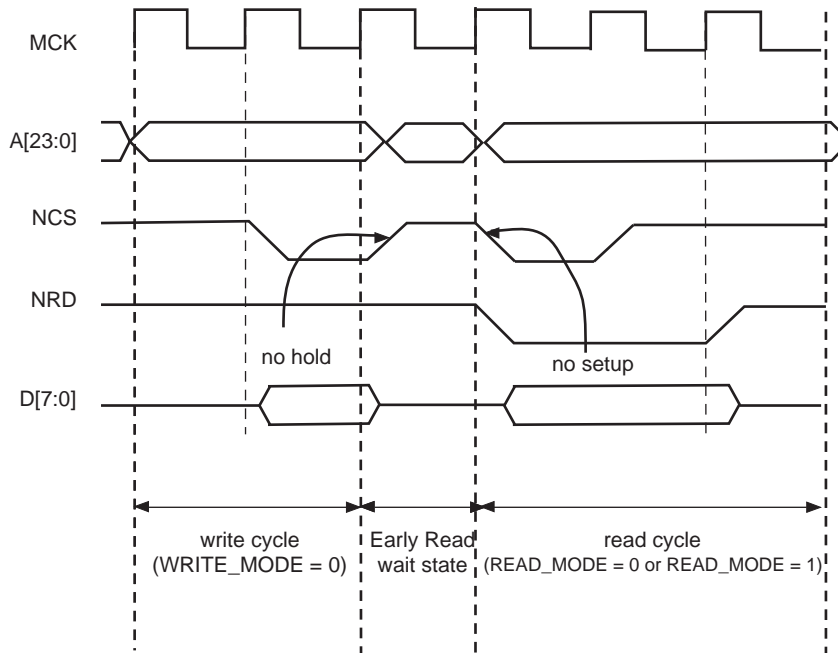 MCK
A[23:0]
NCS
NRD
no hold
no setup
D[7:0]
write cycle
(WRITE_MODE = 0)
Early Read
wait state
read cycle
(READ_MODE = 0 or READ_MODE = 1)